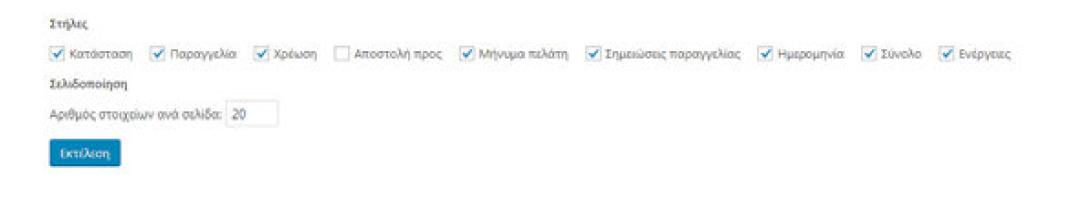 Στήλες
Κατάσταση Παραγγελία Χρέωση Αποστολή προς Μήνυμα πελάτη Σημειώσεις παραγγελίας Ημερομηνία Σύνολο Ενέργειες
Σελιδοποίηση
Αριθμός στοιχείων ανά σελίδα: 20
Εκτέλεση